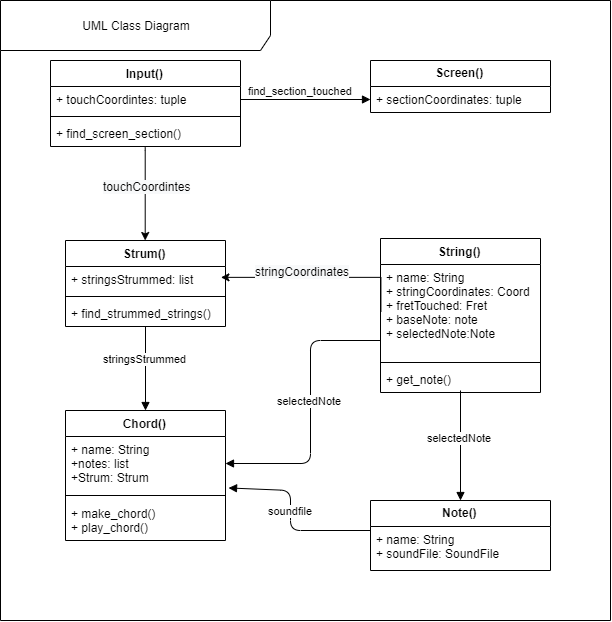 UML Class Diagram
Input()
+ touchCoordintes: tuple
+ find_screen_section()
find_section_touched
Screen()
+ sectionCoordinates: tuple
touchCoordintes
Strum()
+ stringsStrummed: list
+ find_strummed_strings()
stringCoordinates
String()
+ name: String
+ stringCoordinates: Coord
+ fretTouched: Fret
+ baseNote: note
+ selectedNote:Note
+ get_note()
stringsStrummed
selectedNote
selectedNote
Chord()
+ name: String
+notes: list
+Strum: Strum
+ make_chord()
+ play_chord()
soundfile
Note()
+ name: String
+ soundFile: SoundFile